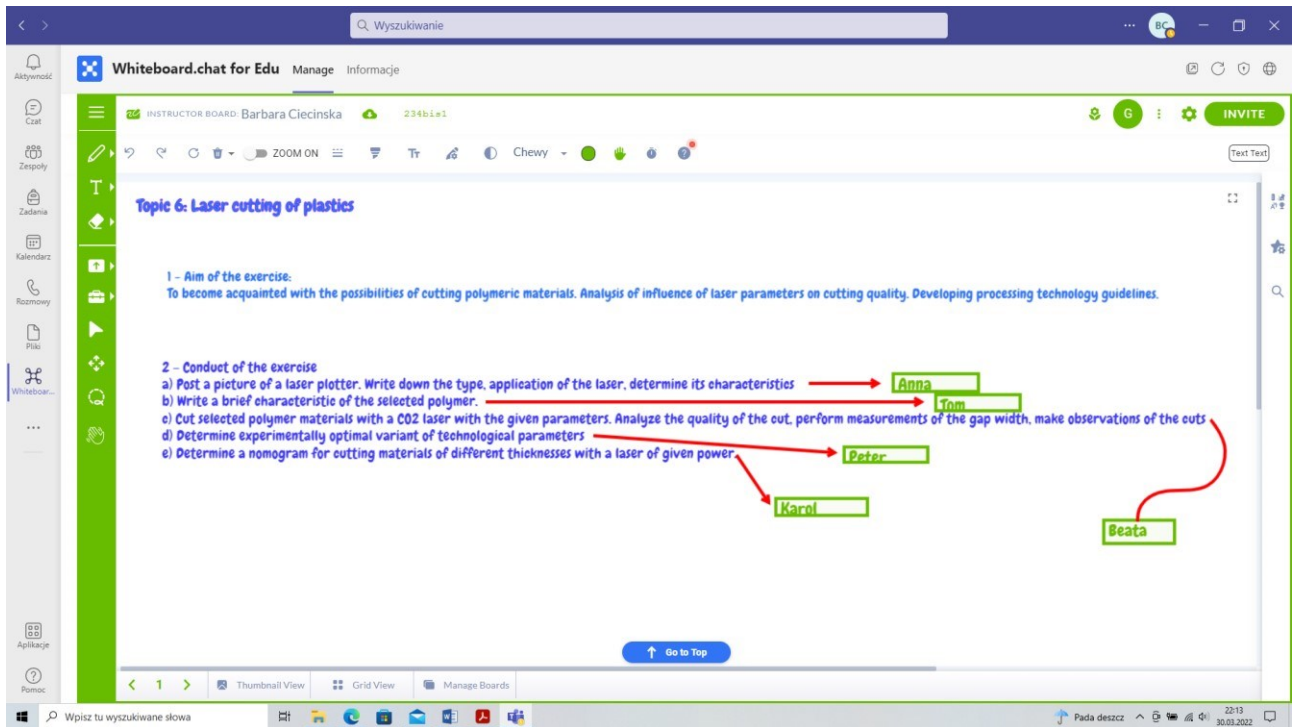 Wyszukiwanie
BC
Aktywność
Czat
Zespoły
Zadania
Kalendarz
Rozmowy
Pliki
Whiteboar...
Aplikacje
Pomoc
Whiteboard.chat for Edu Manage Informacje
INSTRUCTOR BOARD: Barbara Ciecinska 234bism1
G
INVITE
ZOOM ON
Chewy
Text Text
Topic 6: Laser cutting of plastics
1 - Aim of the exercise:
To become acquainted with the possibilities of cutting polymeric materials. Analysis of influence of laser parameters on cutting quality. Developing processing technology guidelines.
2 - Conduct of the exercise
a) Post a picture of a laser plotter. Write down the type, application of the laser, determine its characteristics
Anna
b) Write a brief characteristic of the selected polymer.
Tom
c) Cut selected polymer materials with a CO2 laser with the given parameters. Analyze the quality of the cut, perform measurements of the gap width, make observations of the cuts
d) Determine experimentally optimal variant of technological parameters
Peter
e) Determine a nomogram for cutting materials of different thicknesses with a laser of given power.
Karol
Beata
Go to Top
1 Thumbnall View Grid View Manage Boards
Wpisz tu wyszukiwane słowa
Pada deszcz
22:13
30.03.2022